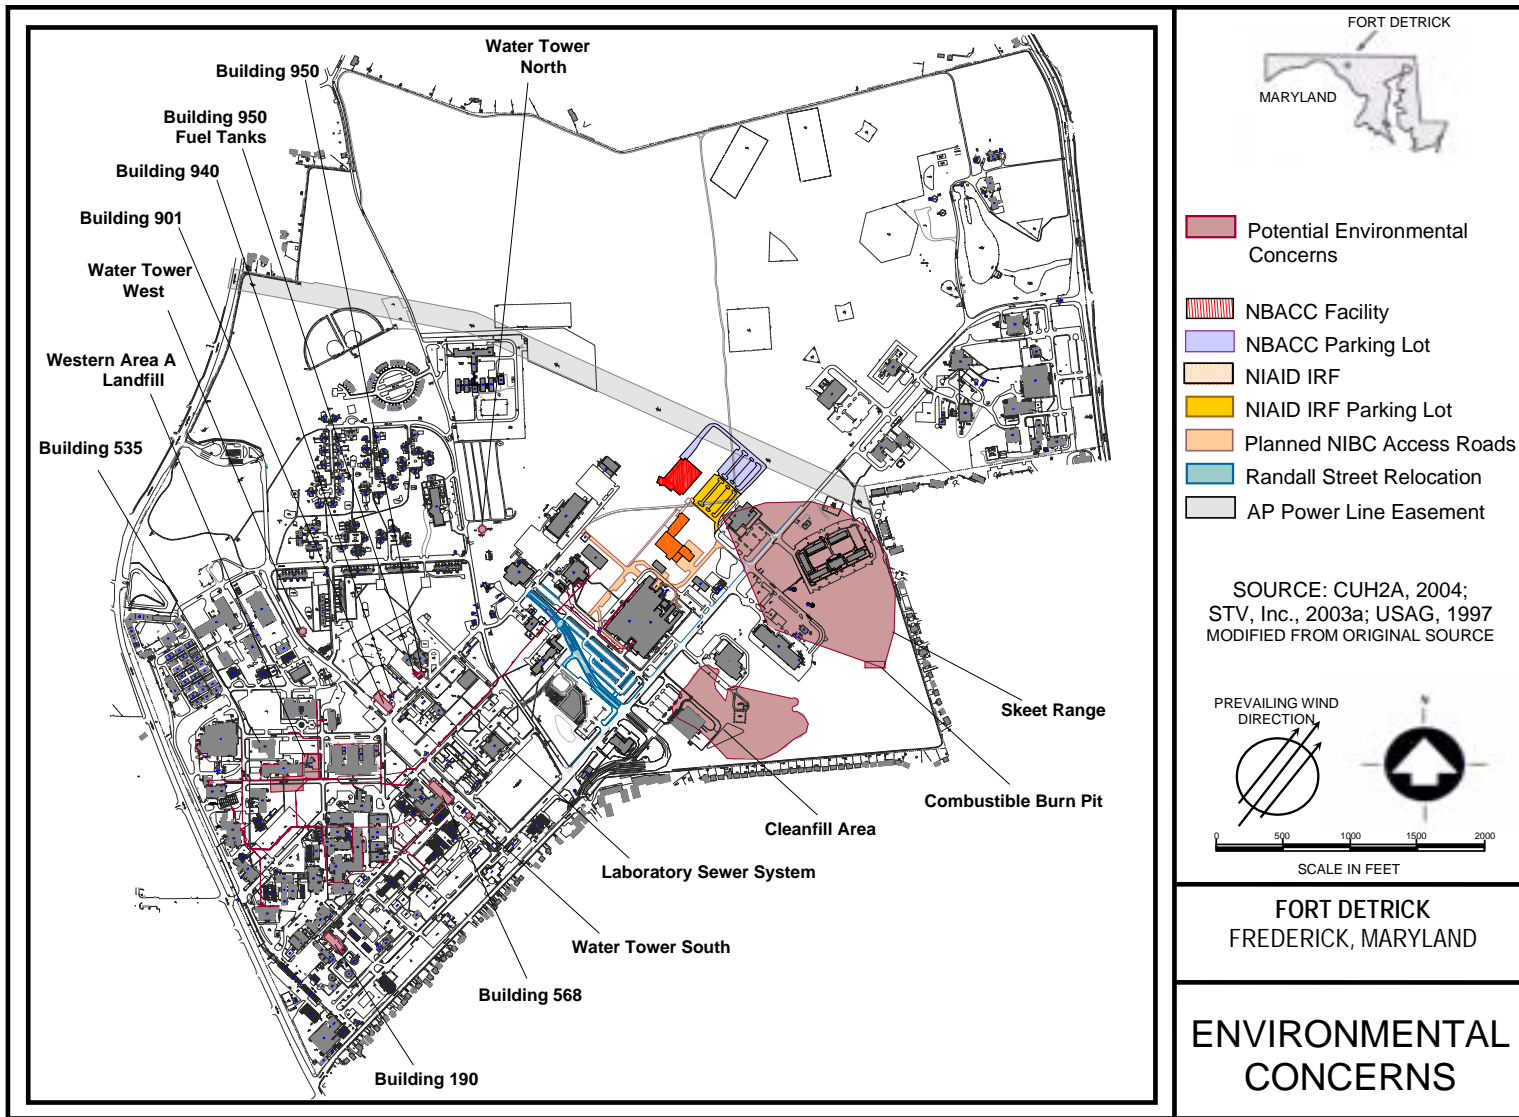 Water Tower
North
Building 950
Building 950
Fuel Tanks
Building 940
Building 901
Water Tower
West
Western Area A
Landfill
Building 535
Skeet Range
Combustible Burn Pit
Cleanfill Area
Laboratory Sewer System
Water Tower South
Building 568
Building 190
FORT DETRICK
MARYLAND
Potential Environmental
Concerns
NBACC Facility
NBACC Parking Lot
NIAID IRF
NIAID IRF Parking Lot
Planned NIBC Access Roads
Randall Street Relocation
AP Power Line Easement
SOURCE: CUH2A, 2004;
STV, Inc., 2003a; USAG, 1997
MODIFIED FROM ORIGINAL SOURCE
PREVAILING WIND
DIRECTION
N
0 500 1000 1500 2000
SCALE IN FEET
FORT DETRICK
FREDERICK, MARYLAND
ENVIRONMENTAL
CONCERNS